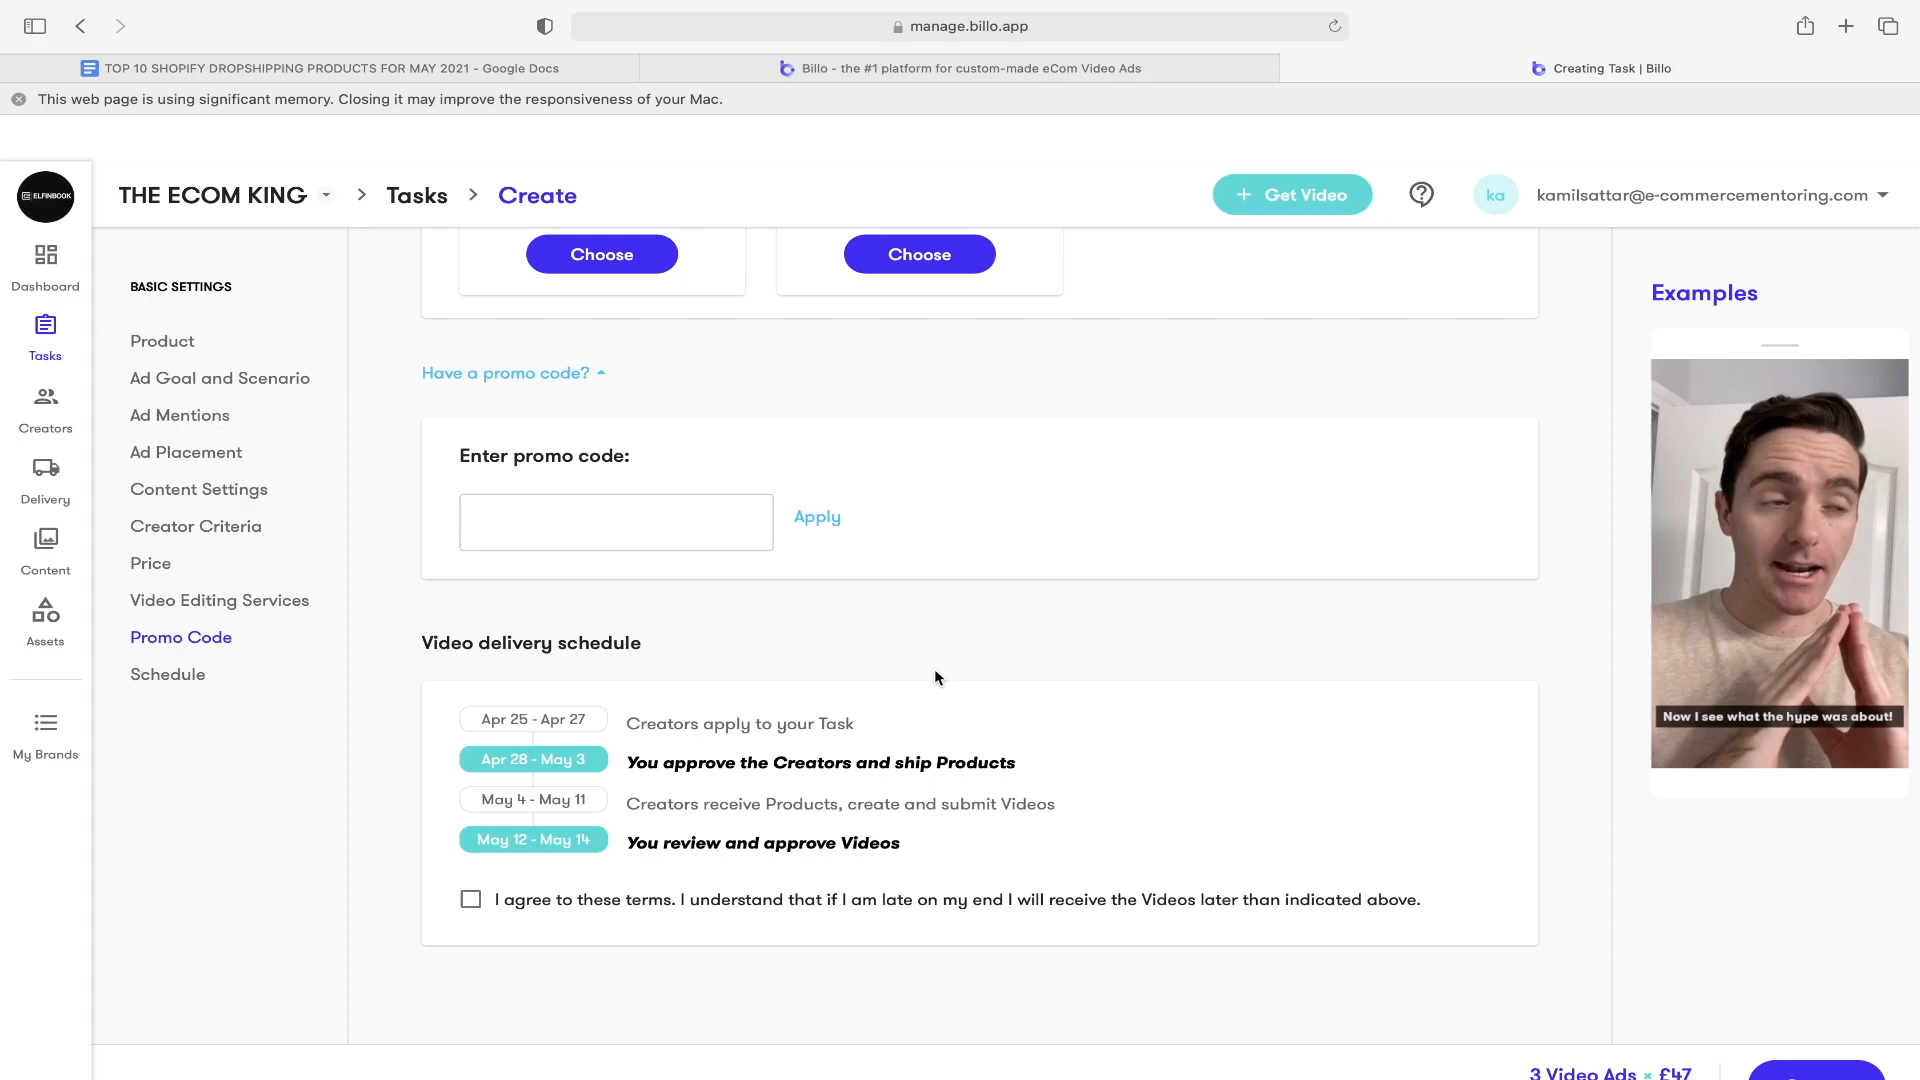 manage.billo.app
TOP 10 SHOPIFY DROPSHIPPING PRODUCTS FOR MAY 2021 - Google Docs
Billo - the #1 platform for custom-made eCom Video Ads
Creating Task | Billo
This web page is using significant memory. Closing it may improve the responsiveness of your Mac.
ELFINBOOK
THE ECOM KING > Tasks > Create
+ Get Video
ka
kamilsattar@e-commercementoring.com
Dashboard
Tasks
Creators
Delivery
Content
Assets
My Brands
BASIC SETTINGS
Product
Ad Goal and Scenario
Ad Mentions
Ad Placement
Content Settings
Creator Criteria
Price
Video Editing Services
Promo Code
Schedule
Choose
Choose
Have a promo code?
Enter promo code:
Apply
Video delivery schedule
Apr 25 - Apr 27 Creators apply to your Task
Apr 28 - May 3 You approve the Creators and ship Products
May 4 - May 11 Creators receive Products, create and submit Videos
May 12 - May 14 You review and approve Videos
I agree to these terms. I understand that if I am late on my end I will receive the Videos later than indicated above.
Examples
Now I see what the hype was about!
3 Video Ads × £47